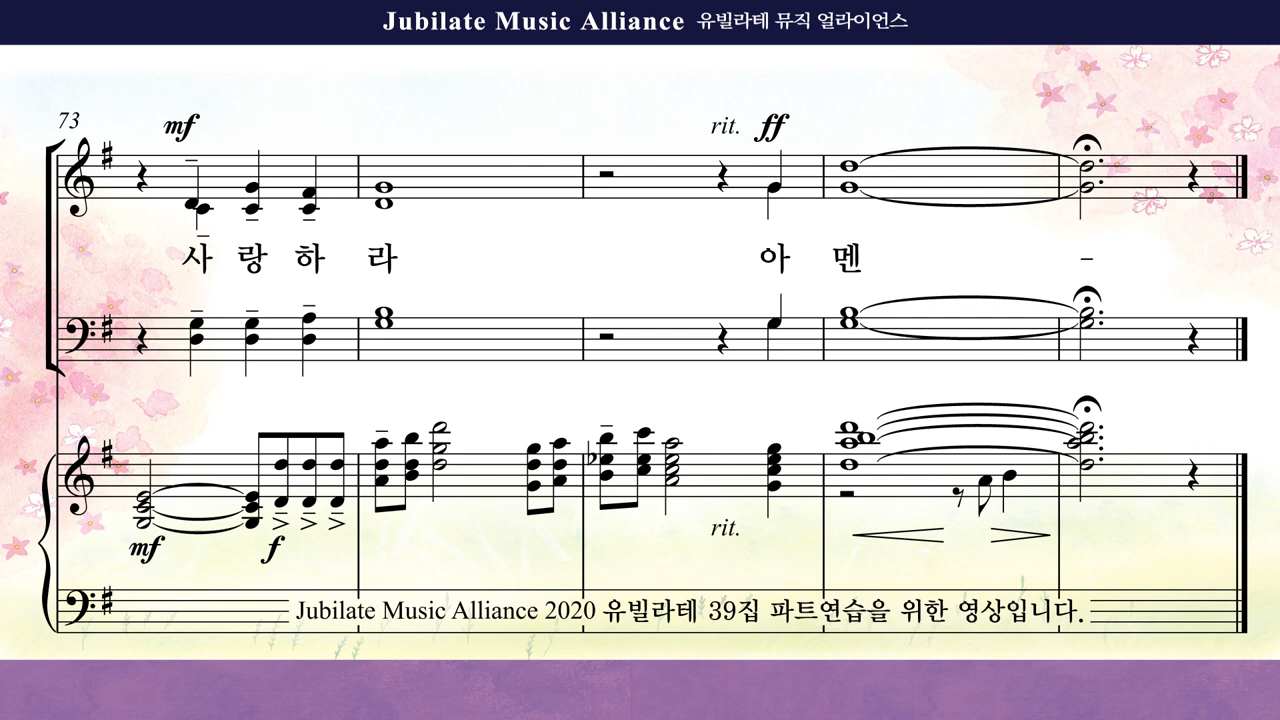 Jubilate Music Alliance 유빌라테 뮤직 얼라이언스
73
mf
rit. ff
사 랑 하 라 아 멘 -
mf f
rit.
Jubilate Music Alliance 2020 유빌라테 39집 파트연습을 위한 영상입니다.